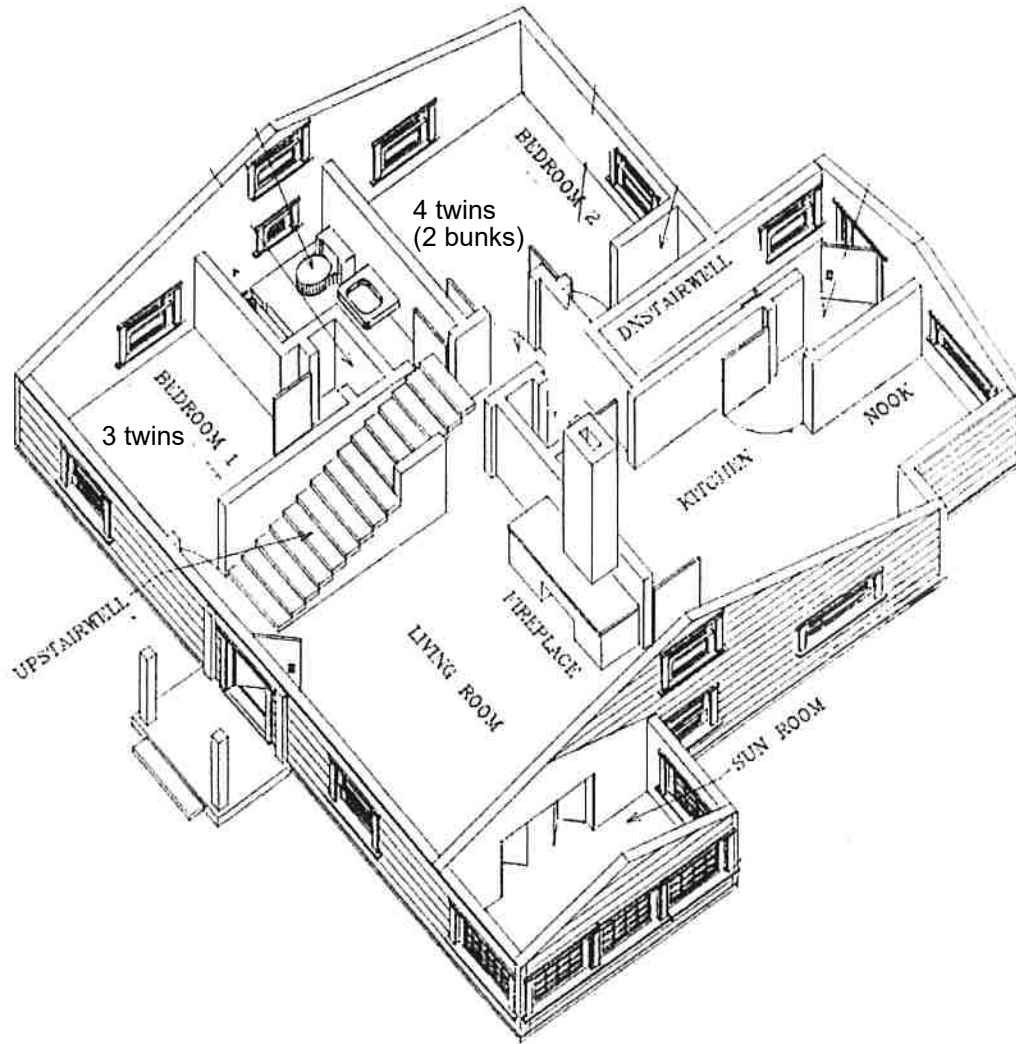 BEDROOM 2
4 twins
(2 bunks)
DNSTAIRWELL
BEDROOM 1
3 twins
NOOK
KITCHEN
UPSTAIRWELL
FIREPLACE
LIVING ROOM
SUN ROOM